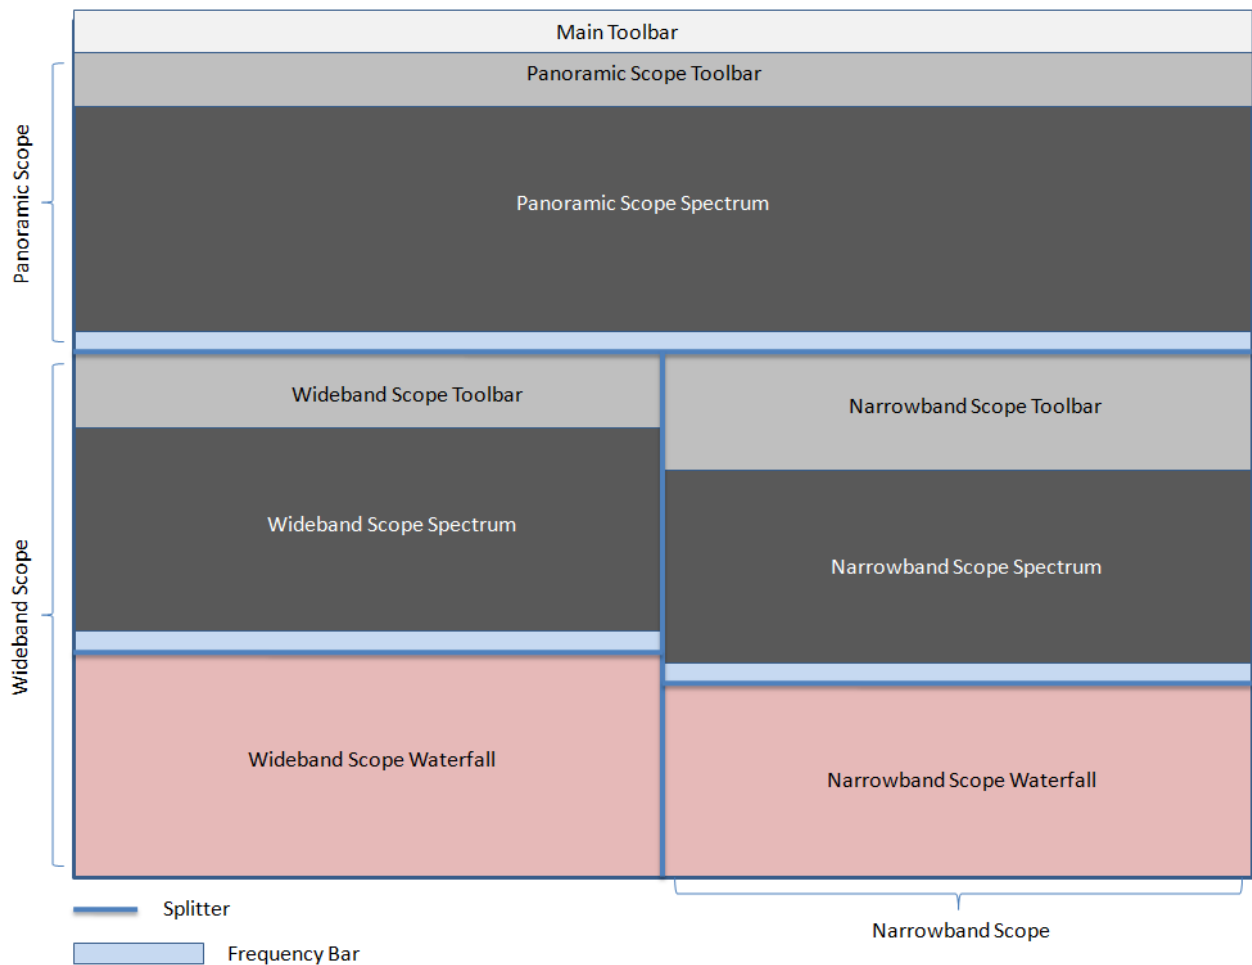 Main Toolbar
Panoramic Scope Toolbar
Panoramic Scope
Panoramic Scope Spectrum
Wideband Scope
Wideband Scope Toolbar
Narrowband Scope Toolbar
Wideband Scope Spectrum
Narrowband Scope Spectrum
Wideband Scope Waterfall
Narrowband Scope Waterfall
Splitter
Narrowband Scope
Frequency Bar